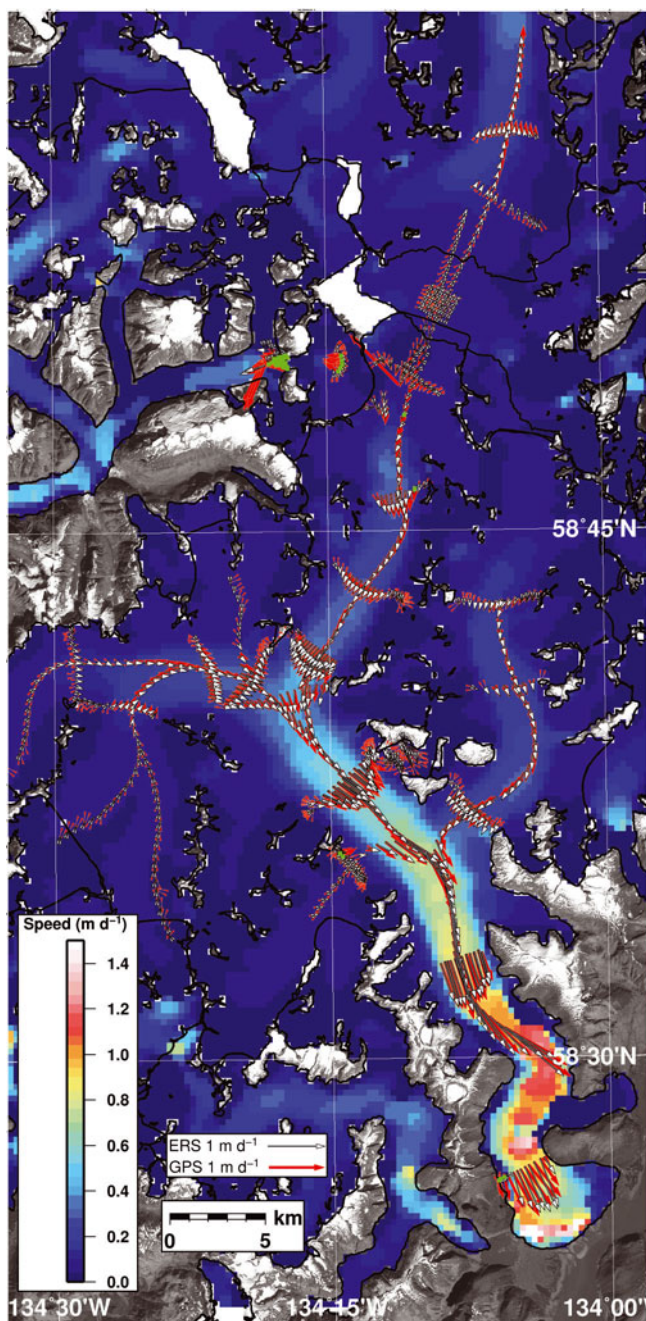 58°45'N
Speed (m d⁻¹)
1.4
1.2
1.0
0.8
0.6
0.4
0.2
0.0
58°30'N
ERS 1 m d⁻¹
GPS 1 m d⁻¹
km
0 5
134°30'W 134°15'W 134°00'W